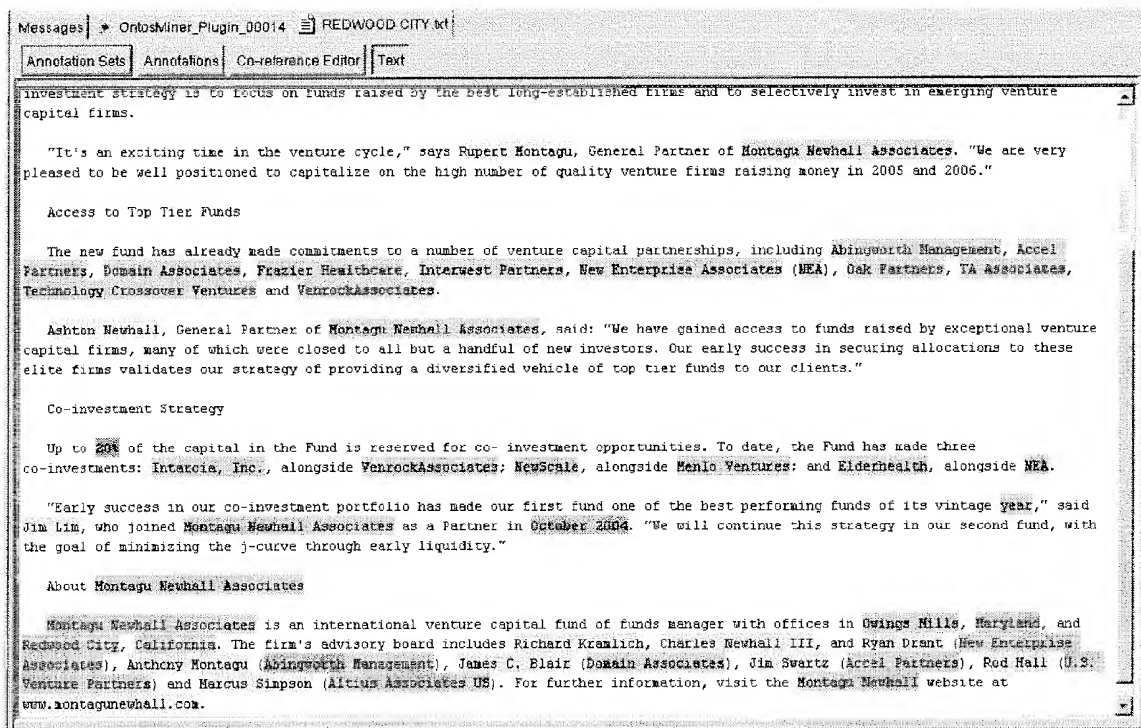 Messages OntosMiner_Plugin_00014 REDWOOD CITY.txt
Annotation Sets Annotations Co-reference Editor Text
investment strategy is to focus on funds raised by the best long-established firms and to selectively invest in emerging venture
capital firms.
"It's an exciting time in the venture cycle," says Rupert Montagu, General Partner of Montagu Newhall Associates. "We are very
pleased to be well positioned to capitalize on the high number of quality venture firms raising money in 2005 and 2006."
Access to Top Tier Funds
The new fund has already made commitments to a number of venture capital partnerships, including Abingworth Management, Accel
Partners, Domain Associates, Frazier Healthcare, Interwest Partners, New Enterprise Associates (NEA), Oak Partners, TA Associates,
Technology Crossover Ventures and VenrockAssociates.
Ashton Newhall, General Partner of Montagu Newhall Associates, said: "We have gained access to funds raised by exceptional venture
capital firms, many of which were closed to all but a handful of new investors. Our early success in securing allocations to these
elite firms validates our strategy of providing a diversified vehicle of top tier funds to our clients."
Co-investment Strategy
Up to 20% of the capital in the Fund is reserved for co- investment opportunities. To date, the Fund has made three
co-investments: Intarcia, Inc., alongside VenrockAssociates; NewScale, alongside Menlo Ventures; and Elderhealth, alongside NEA.
"Early success in our co-investment portfolio has made our first fund one of the best performing funds of its vintage year," said
Jim Lim, who joined Montagu Newhall Associates as a Partner in October 2004. "We will continue this strategy in our second fund, with
the goal of minimizing the j-curve through early liquidity."
About Montagu Newhall Associates
Montagu Newhall Associates is an international venture capital fund of funds manager with offices in Owings Mills, Maryland, and
Redwood City, California. The firm's advisory board includes Richard Kramlich, Charles Newhall III, and Ryan Drant (New Enterprise
Associates), Anthony Montagu (Abingworth Management), James C. Blair (Domain Associates), Jim Swartz (Accel Partners), Rod Hall (U.S.
Venture Partners) and Marcus Simpson (Altius Associates US). For further information, visit the Montagu Newhall website at
www.montagunewhall.com.